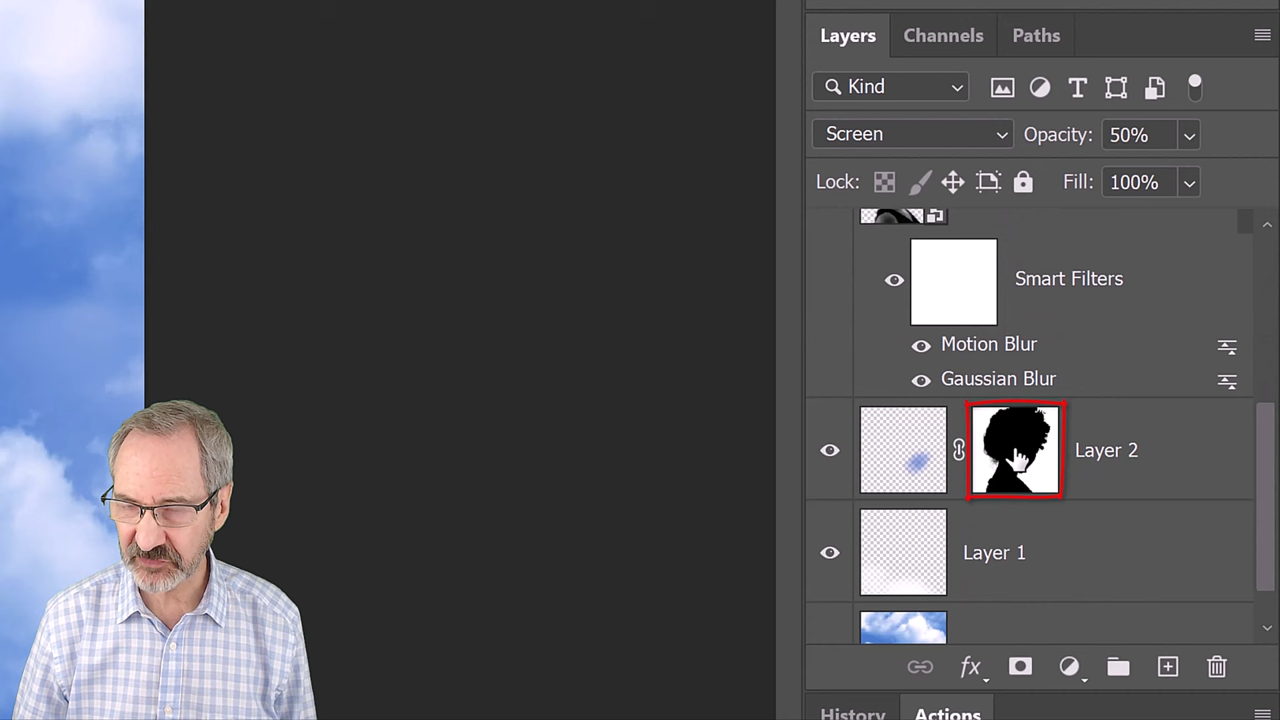 Layers Channels Paths
Kind
Screen Opacity: 50%
Lock: Fill: 100%
Smart Filters
Motion Blur
Gaussian Blur
Layer 2
Layer 1
fx
History Actions